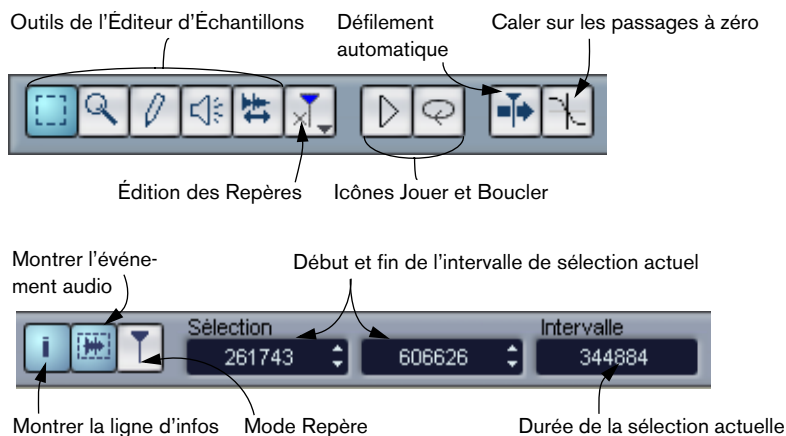 Outils de l'Éditeur d'Échantillons
Défilement
automatique
Caler sur les passages à zéro
Édition des Repères
Icônes Jouer et Boucler
Montrer l'événe-
ment audio
Début et fin de l'intervalle de sélection actuel
Sélection
Intervalle
261743
606626
344884
Montrer la ligne d'infos
Mode Repère
Durée de la sélection actuelle